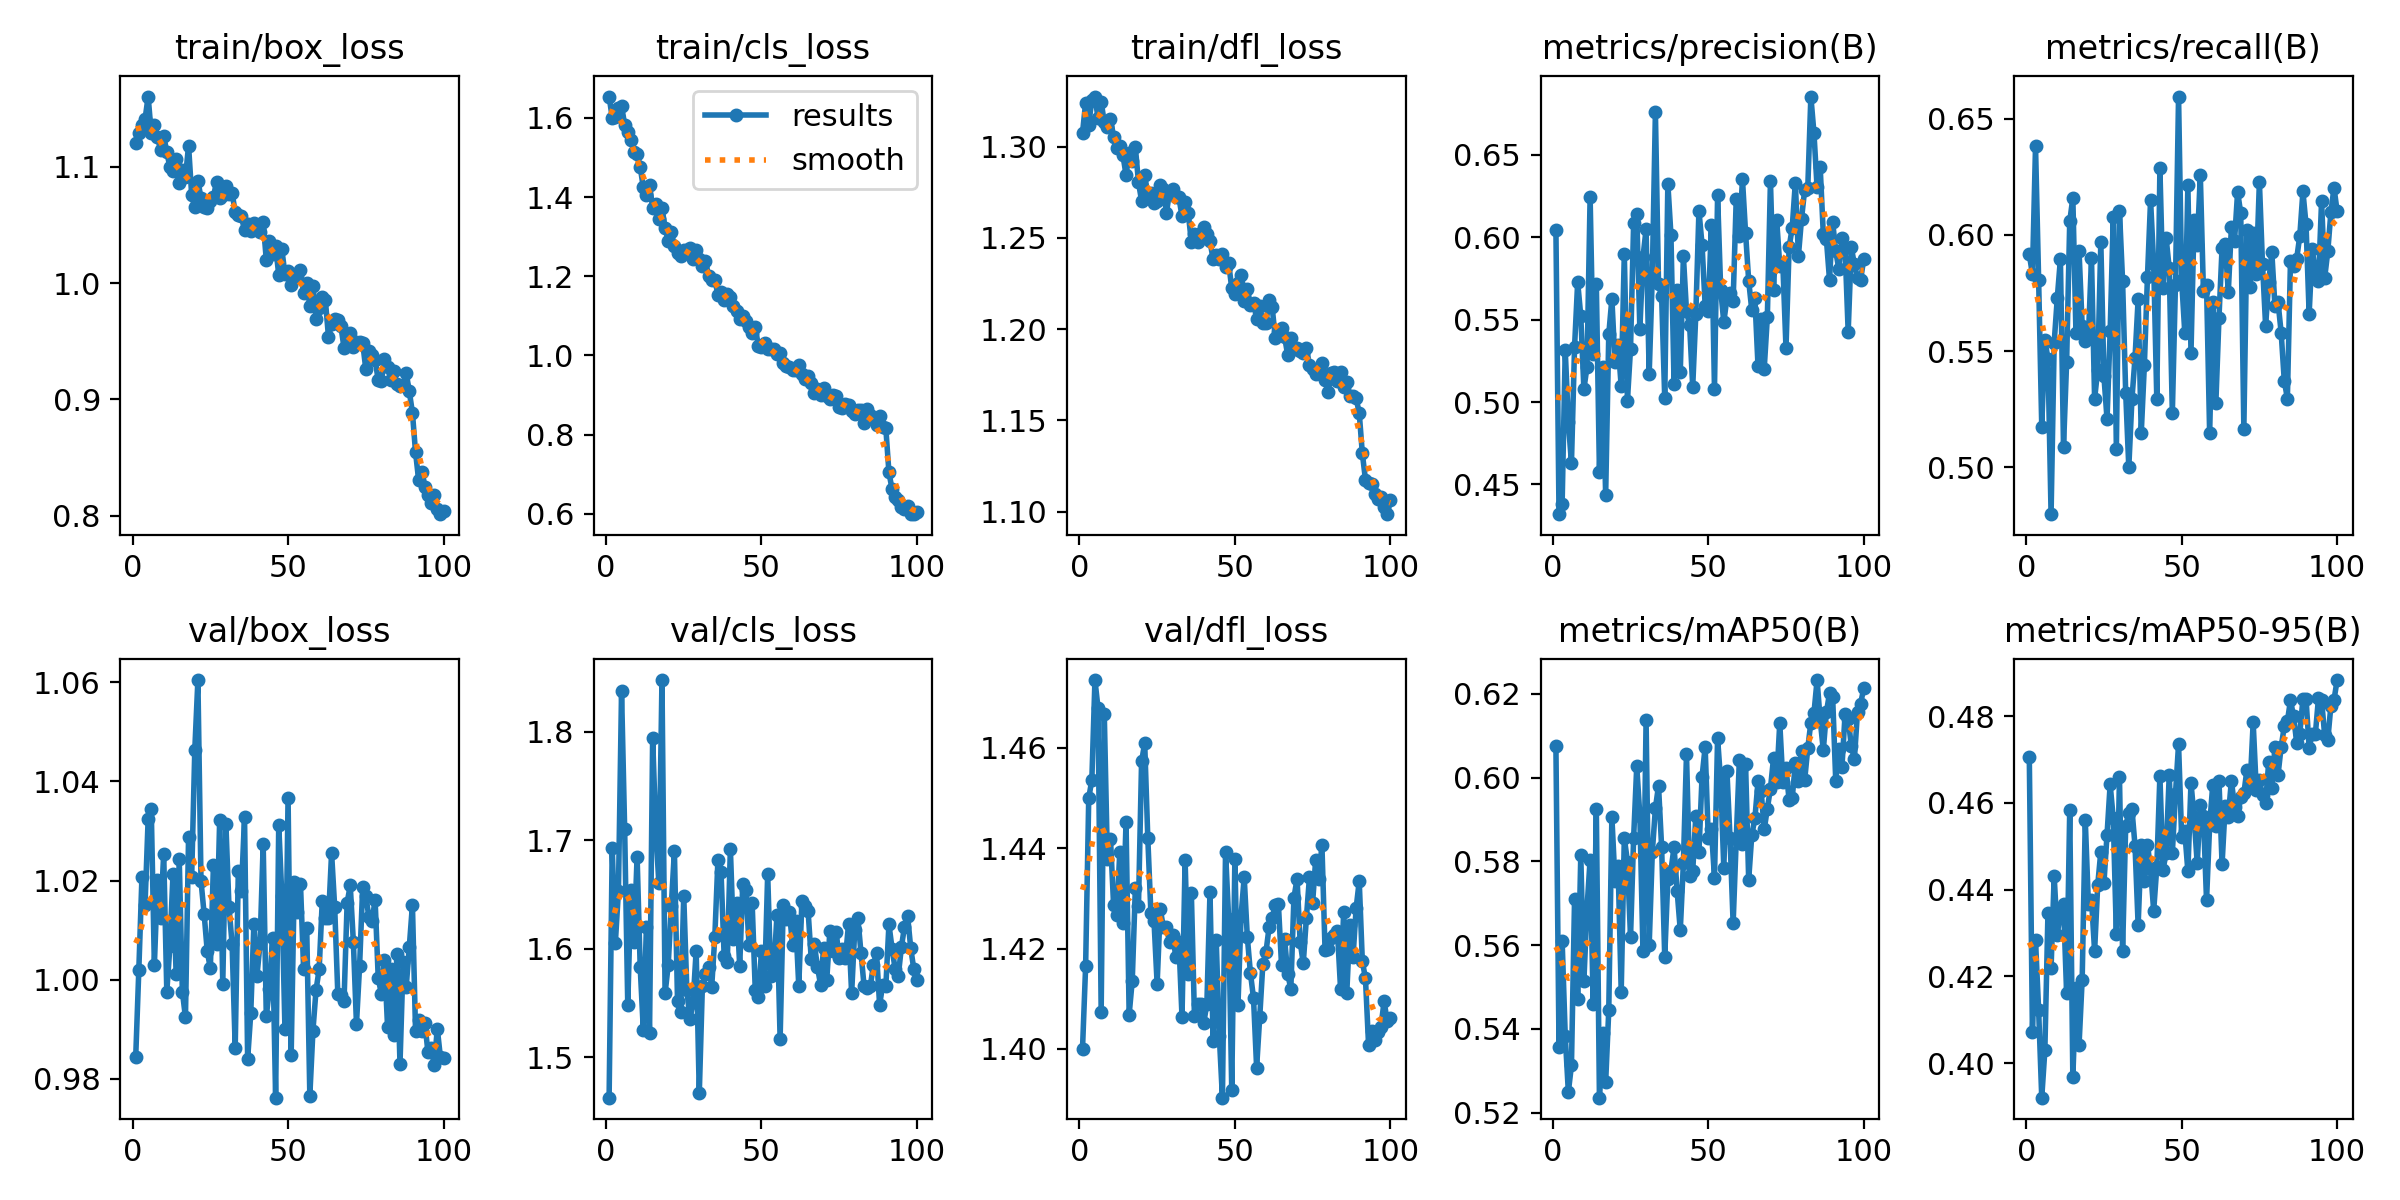 train/box_loss
1.1
1.0
0.9
0.8
0 50 100
train/cls_loss
results
smooth
1.6
1.4
1.2
1.0
0.8
0.6
0 50 100
train/dfl_loss
1.30
1.25
1.20
1.15
1.10
0 50 100
metrics/precision(B)
0.65
0.60
0.55
0.50
0.45
0 50 100
metrics/recall(B)
0.65
0.60
0.55
0.50
0 50 100
val/box_loss
1.06
1.04
1.02
1.00
0.98
0 50 100
val/cls_loss
1.8
1.7
1.6
1.5
0 50 100
val/dfl_loss
1.46
1.44
1.42
1.40
0 50 100
metrics/mAP50(B)
0.62
0.60
0.58
0.56
0.54
0.52
0 50 100
metrics/mAP50-95(B)
0.48
0.46
0.44
0.42
0.40
0 50 100